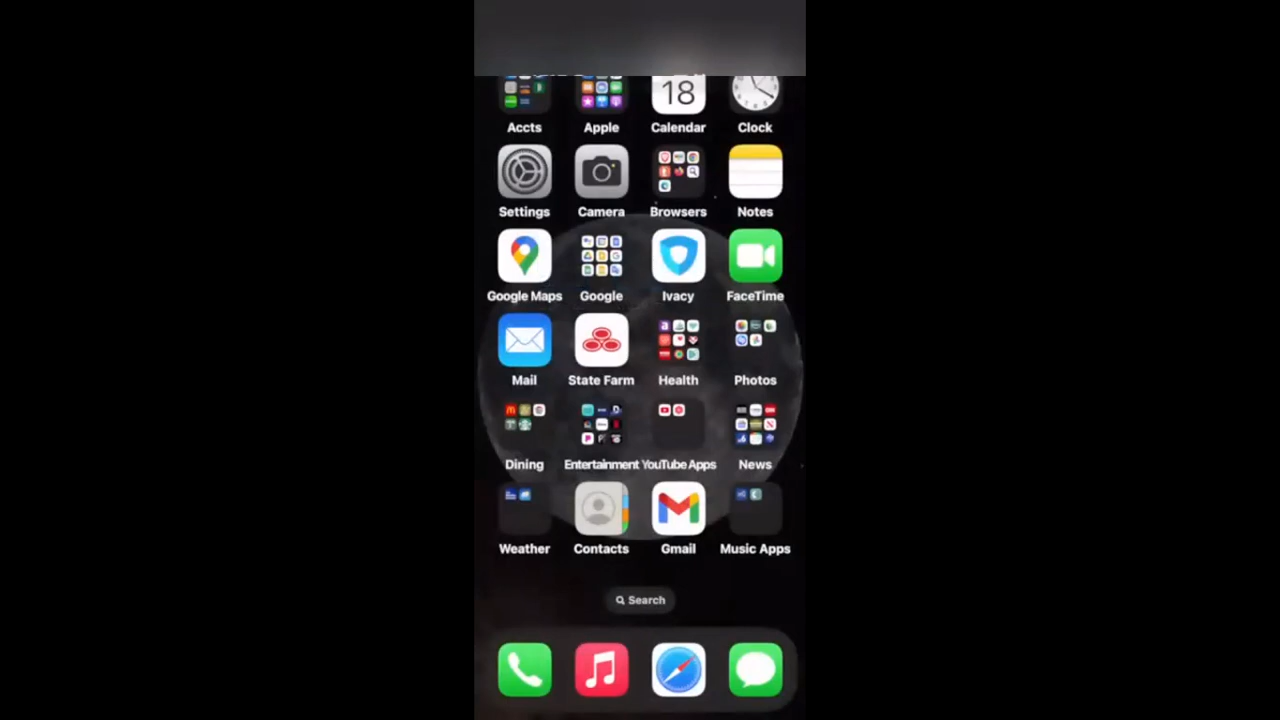 18
Accts Apple Calendar Clock
Settings Camera Browsers Notes
Google Maps Google Ivacy FaceTime
Mail State Farm Health Photos
Dining Entertainment YouTube Apps News
Weather Contacts Gmail Music Apps
Search